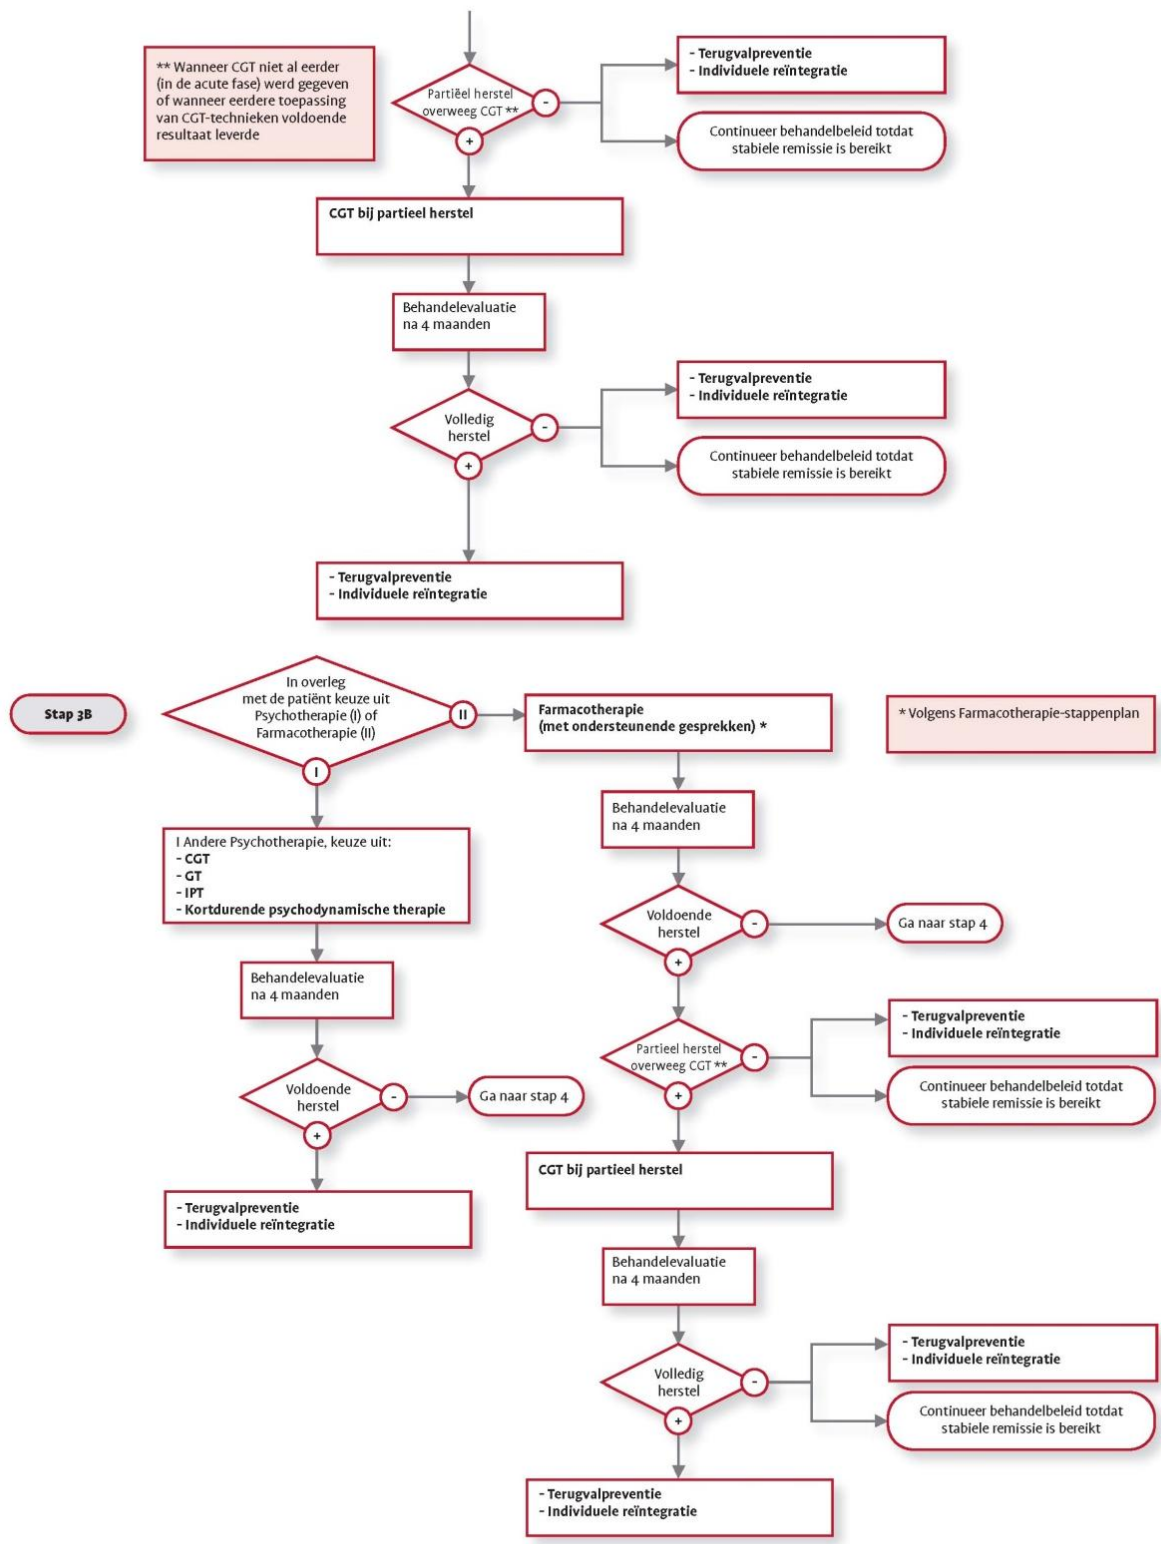 ** Wanneer CGT niet al eerder
(in de acute fase) werd gegeven
of wanneer eerdere toepassing
van CGT-technieken voldoende
resultaat leverde
Partiëel herstel
overweeg CGT **
-
+
- Terugvalpreventie
- Individuele reïntegratie
Continueer behandelbeleid totdat
stabiele remissie is bereikt
CGT bij partieel herstel
Behandelevaluatie
na 4 maanden
Volledig
herstel
-
+
- Terugvalpreventie
- Individuele reïntegratie
Continueer behandelbeleid totdat
stabiele remissie is bereikt
- Terugvalpreventie
- Individuele reïntegratie
Stap 3B
In overleg
met de patiënt keuze uit
Psychotherapie (I) of
Farmacotherapie (II)
II
I
Farmacotherapie
(met ondersteunende gesprekken) *
* Volgens Farmacotherapie-stappenplan
I Andere Psychotherapie, keuze uit:
- CGT
- GT
- IPT
- Kortdurende psychodynamische therapie
Behandelevaluatie
na 4 maanden
Voldoende
herstel
-
+
Ga naar stap 4
- Terugvalpreventie
- Individuele reïntegratie
Behandelevaluatie
na 4 maanden
Voldoende
herstel
-
+
Ga naar stap 4
Partieel herstel
overweeg CGT **
-
+
- Terugvalpreventie
- Individuele reïntegratie
Continueer behandelbeleid totdat
stabiele remissie is bereikt
CGT bij partieel herstel
Behandelevaluatie
na 4 maanden
Volledig
herstel
-
+
- Terugvalpreventie
- Individuele reïntegratie
Continueer behandelbeleid totdat
stabiele remissie is bereikt
- Terugvalpreventie
- Individuele reïntegratie